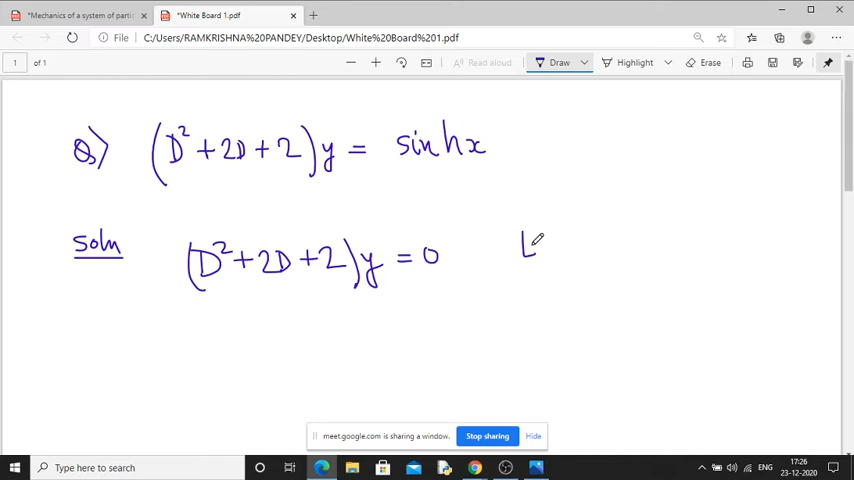 *Mechanics of a system of partic
*White Board 1.pdf
File C:/Users/RAMKRISHNA%20PANDEY/Desktop/White%20Board%201.pdf
1 of 1 Read aloud Draw Highlight Erase
Q) (D²+2D+2)y = sinhx
Soln (D²+2D+2)y = 0 L
meet.google.com is sharing a window. Stop sharing Hide
Type here to search ENG 17:26
23-12-2020